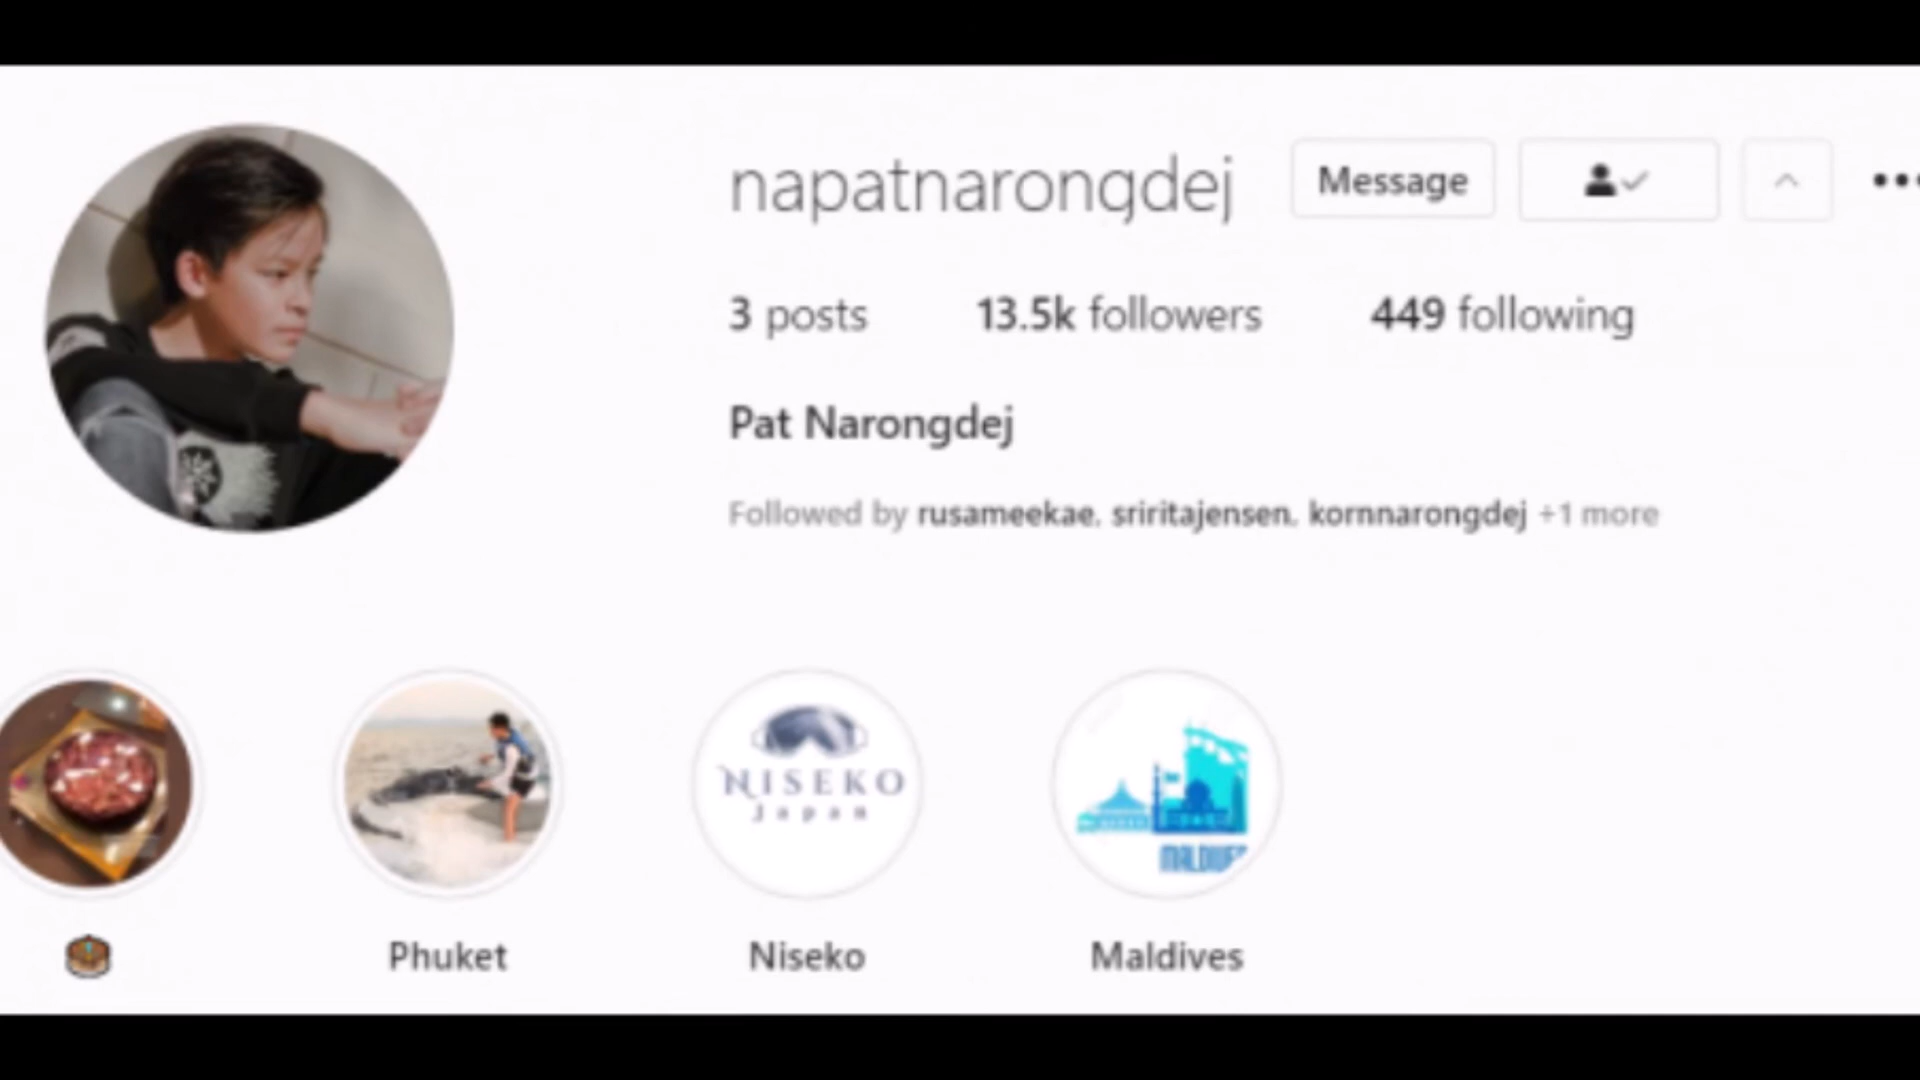 napatnarongdej Message
3 posts 13.5k followers 449 following
Pat Narongdej
Followed by rusameekae, sriritajensen, kornnarongdej +1 more
NISEKO
Japan
MALDIVES
Phuket Niseko Maldives